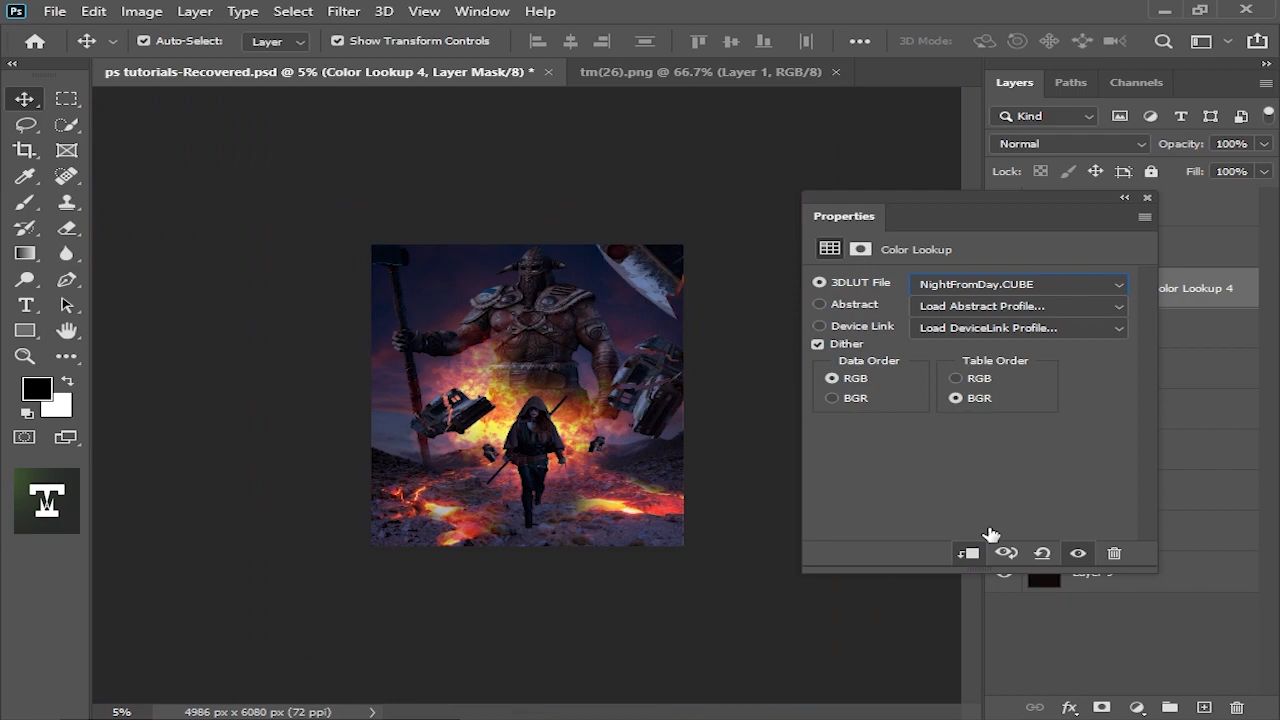 Ps File Edit Image Layer Type Select Filter 3D View Window Help
Auto-Select: Layer Show Transform Controls 3D Mode:
ps tutorials-Recovered.psd @ 5% (Color Lookup 4, Layer Mask/8) * tm(26).png @ 66.7% (Layer 1, RGB/8)
Layers Paths Channels
Kind
Normal Opacity: 100%
Lock: Fill: 100%
Properties
Color Lookup
3DLUT File NightFromDay.CUBE
olor Lookup 4
Abstract Load Abstract Profile...
Device Link Load DeviceLink Profile...
Dither
Data Order Table Order
RGB RGB
BGR BGR
TM
5% 4986 px x 6080 px (72 ppi)